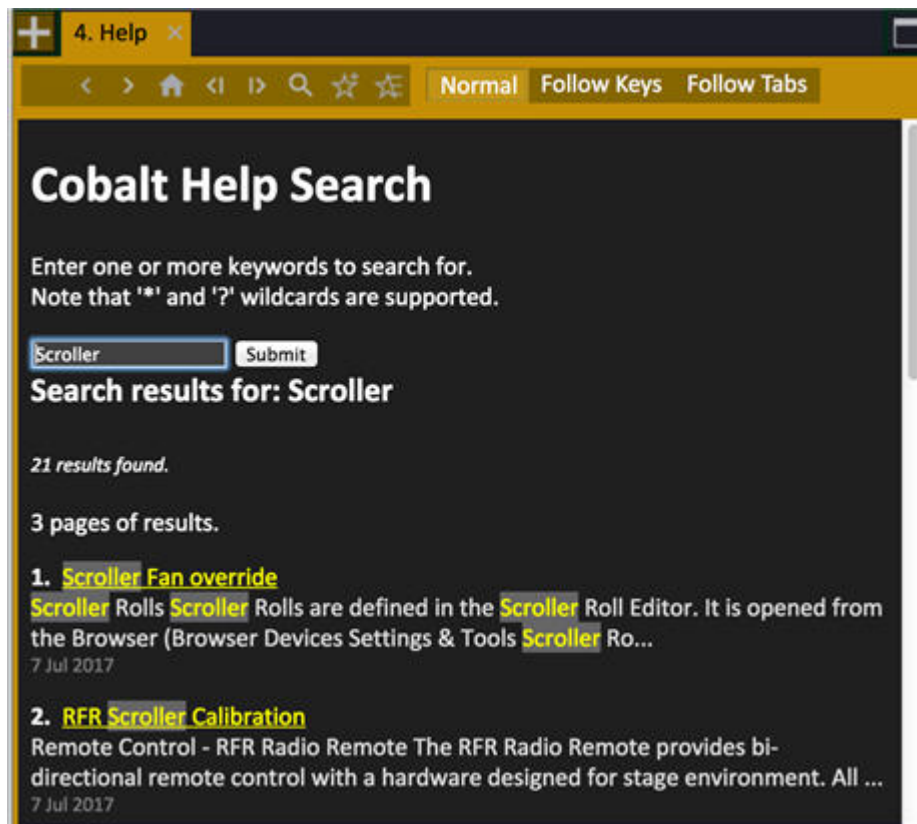 4. Help ×
Normal Follow Keys Follow Tabs
Cobalt Help Search
Enter one or more keywords to search for.
Note that '*' and '?' wildcards are supported.
Scroller Submit
Search results for: Scroller
21 results found.
3 pages of results.
1. Scroller Fan override
Scroller Rolls Scroller Rolls are defined in the Scroller Roll Editor. It is opened from
the Browser (Browser Devices Settings & Tools Scroller Ro...
7 Jul 2017
2. RFR Scroller Calibration
Remote Control - RFR Radio Remote The RFR Radio Remote provides bi-
directional remote control with a hardware designed for stage environment. All ...
7 Jul 2017